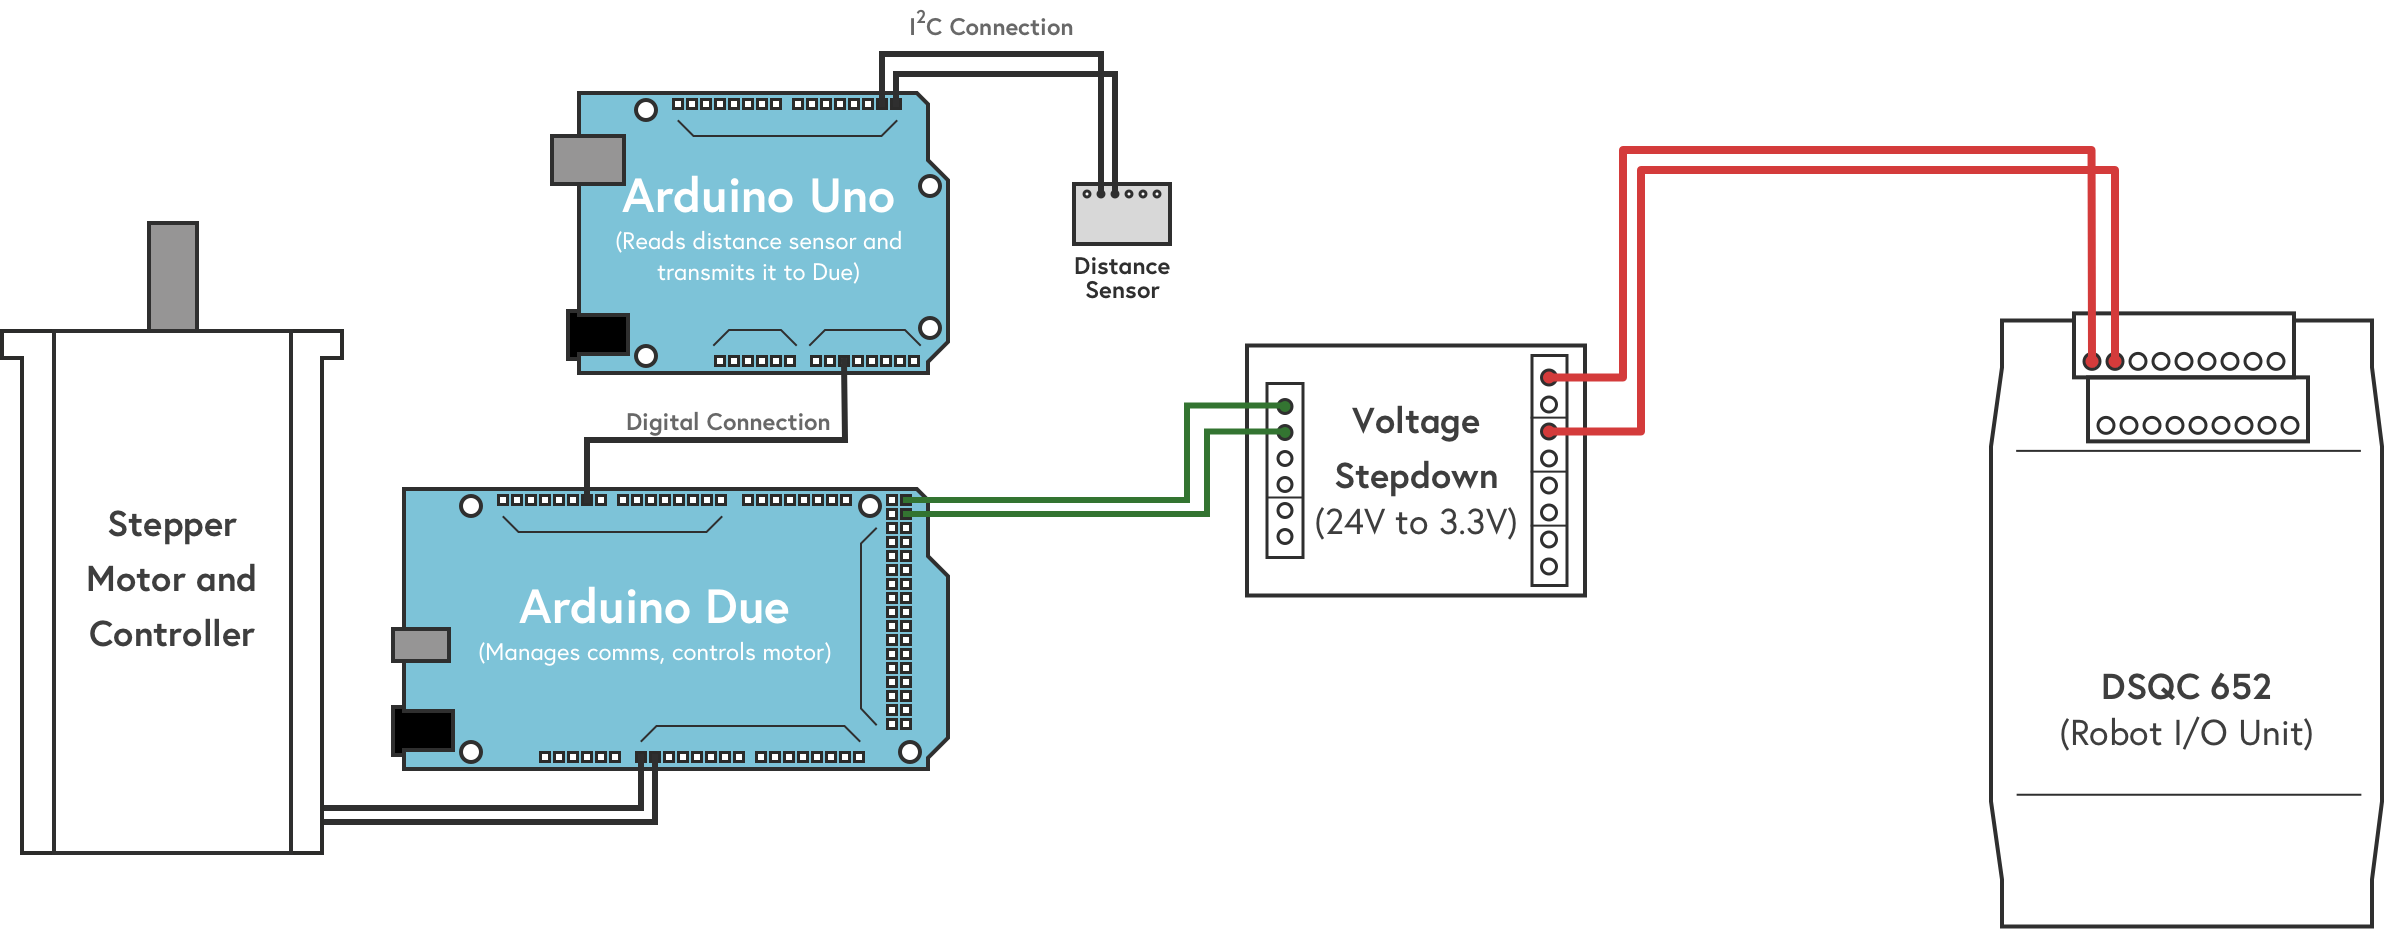 I²C Connection
Arduino Uno
(Reads distance sensor and
transmits it to Due)
Distance
Sensor
Digital Connection
Stepper
Motor and
Controller
Arduino Due
(Manages comms, controls motor)
Voltage
Stepdown
(24V to 3.3V)
DSQC 652
(Robot I/O Unit)